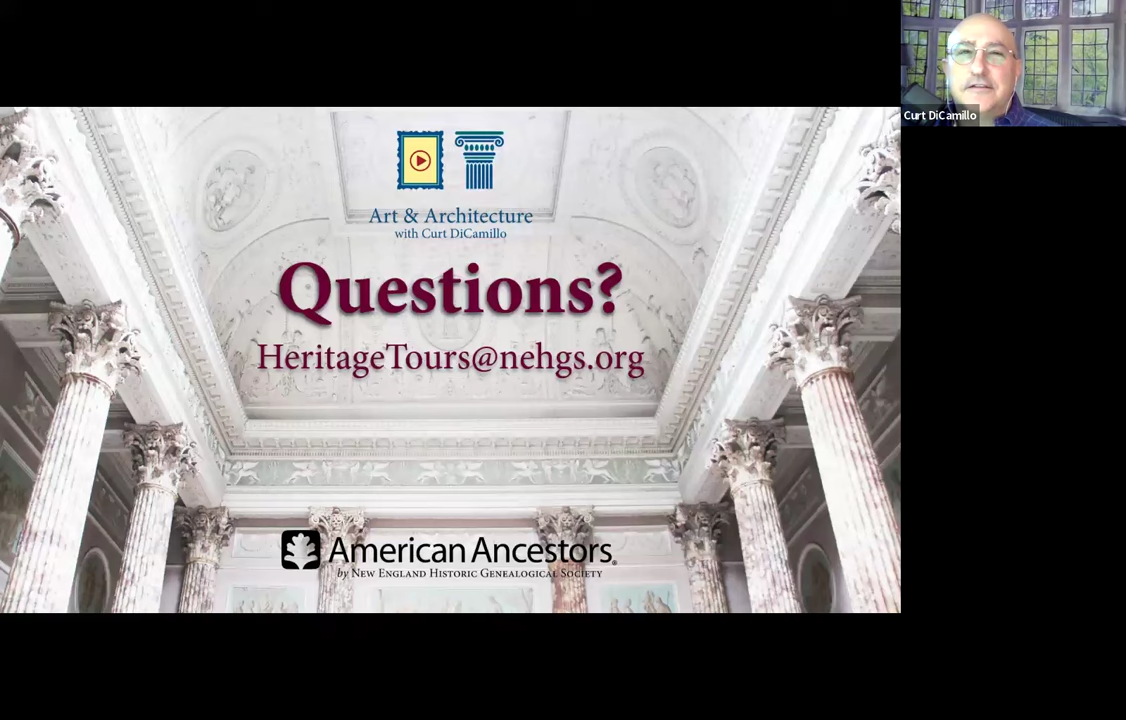 Curt DiCamillo
Art & Architecture
with Curt DiCamillo
Questions?
HeritageTours@nehgs.org
American Ancestors®
by New England Historic Genealogical Society